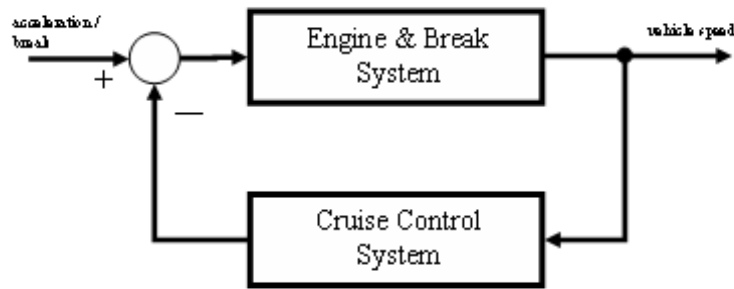 acceleration /
break
vehicle speed
Engine & Break
System
+
—
Cruise Control
System